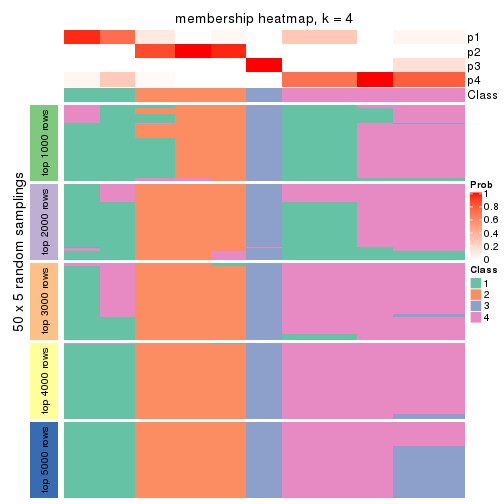 membership heatmap, k = 4
p1
p2
p3
p4
Class
50 x 5 random samplings
top 1000 rows
top 2000 rows
top 3000 rows
top 4000 rows
top 5000 rows
Prob
1
0.8
0.6
0.4
0.2
0
Class
1
2
3
4